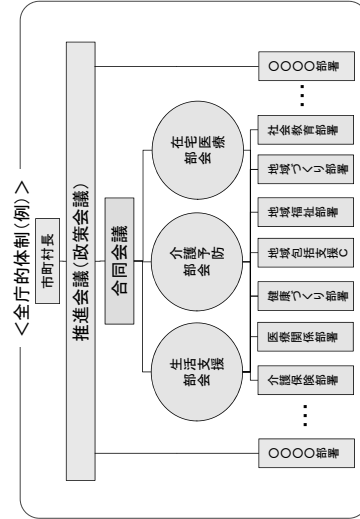 ＜全庁的体制(例)＞
市町村長
推進会議(政策会議)
合同会議
生活支援
部会
介護予防
部会
在宅医療
部会
○○○○部署
…
介護保険部署
医療関係部署
健康づくり部署
地域包括支援C
地域福祉部署
地域づくり部署
社会教育部署
…
○○○○部署